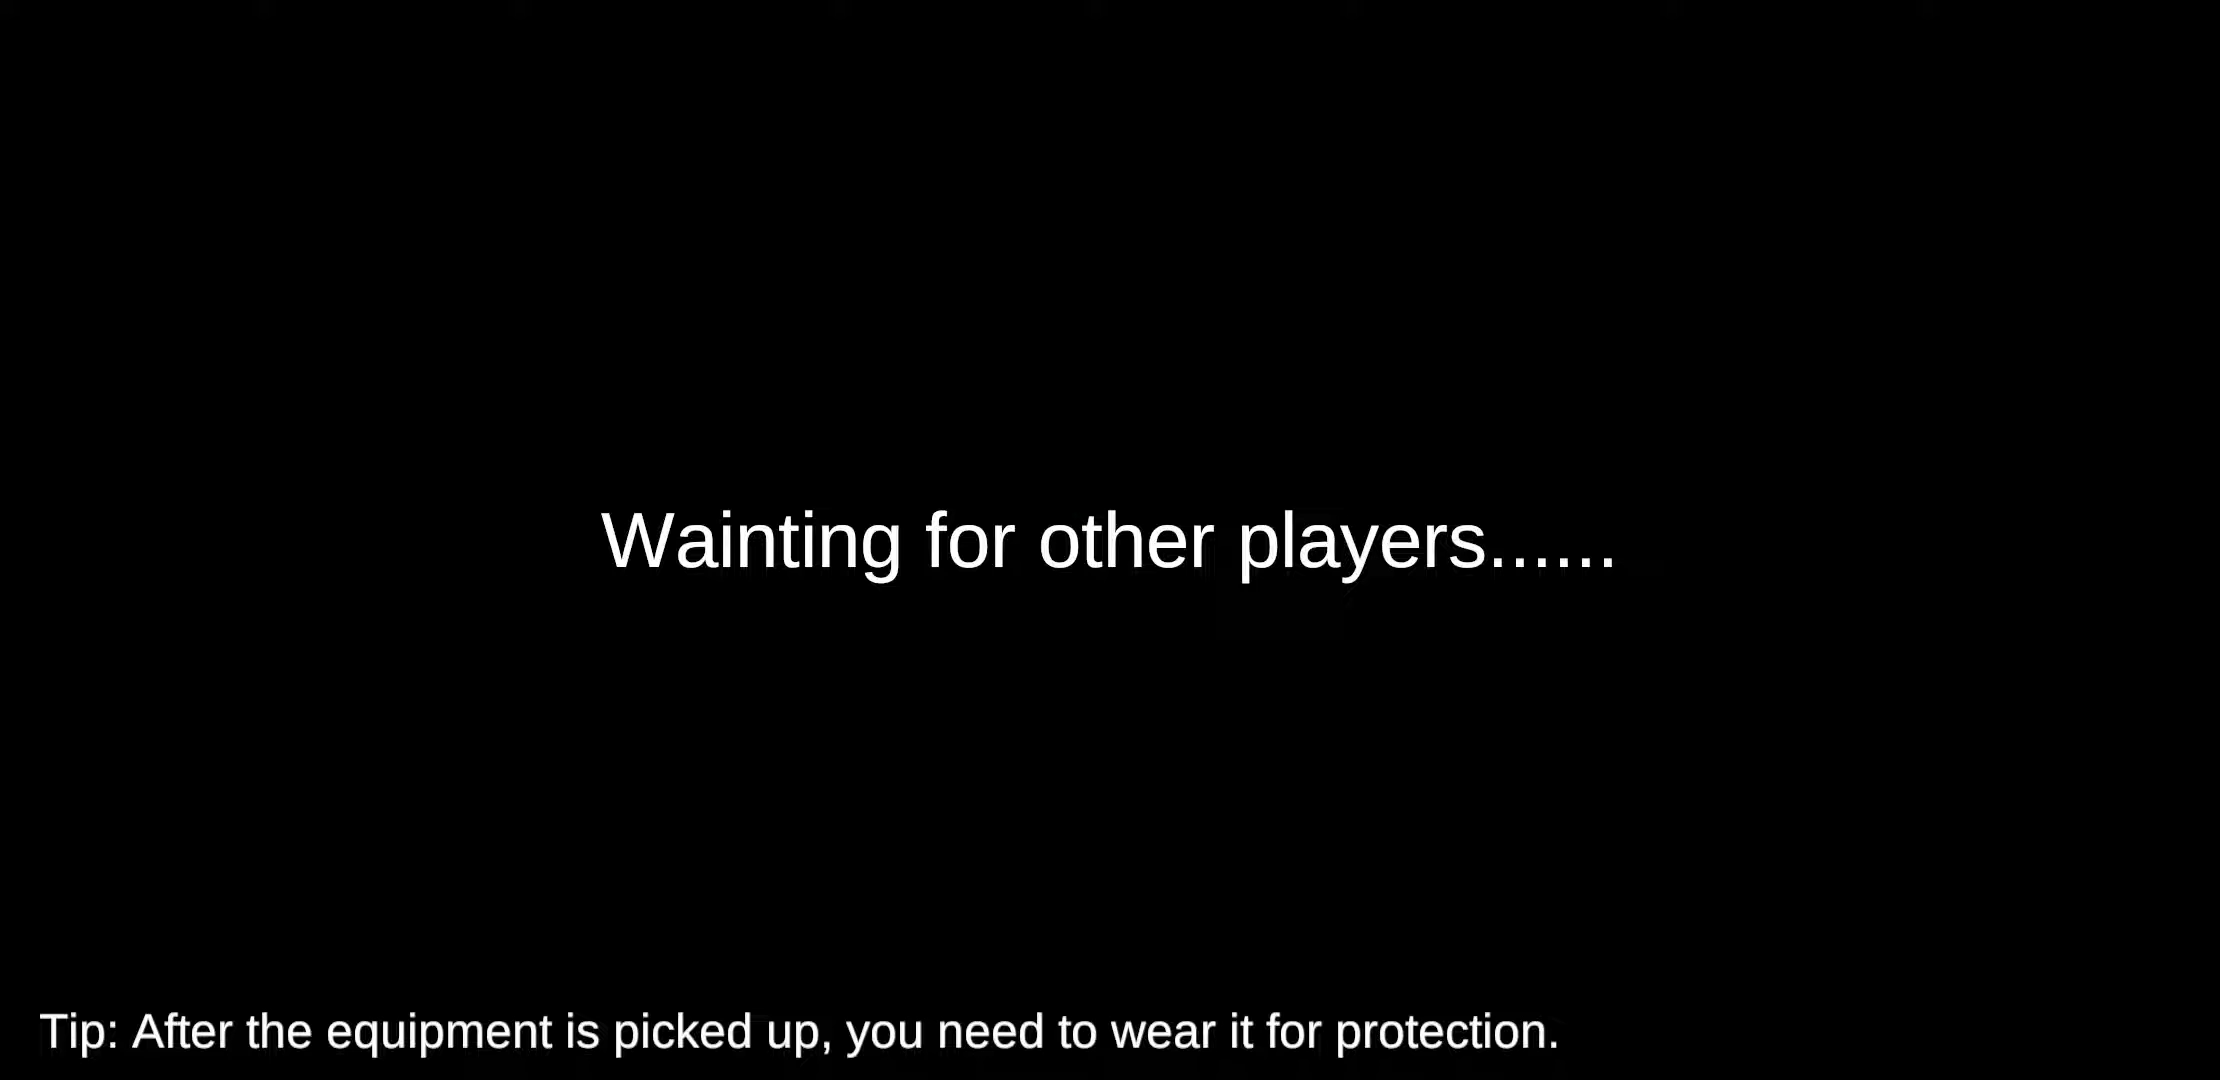 Wainting for other players......
Tip: After the equipment is picked up, you need to wear it for protection.